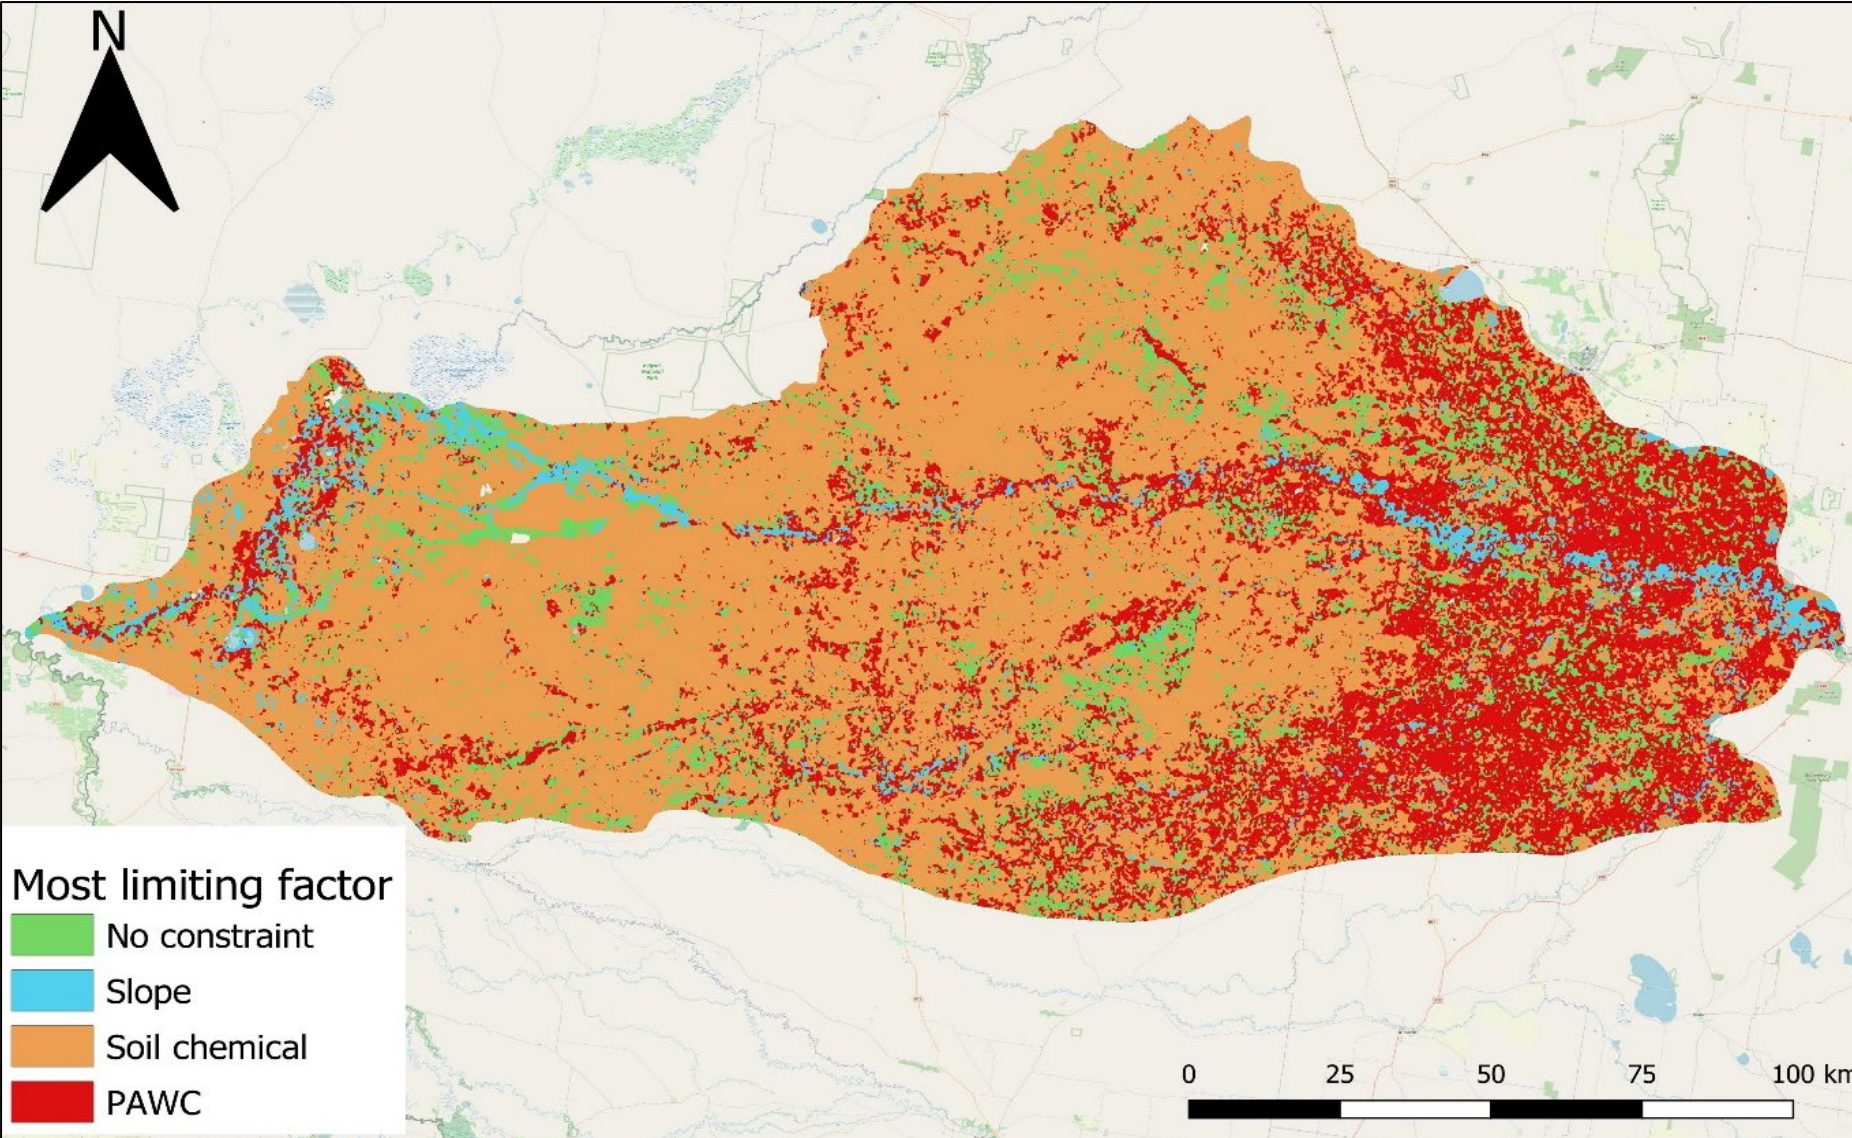 N
Most limiting factor
No constraint
Slope
Soil chemical
PAWC
0 25 50 75 100 km